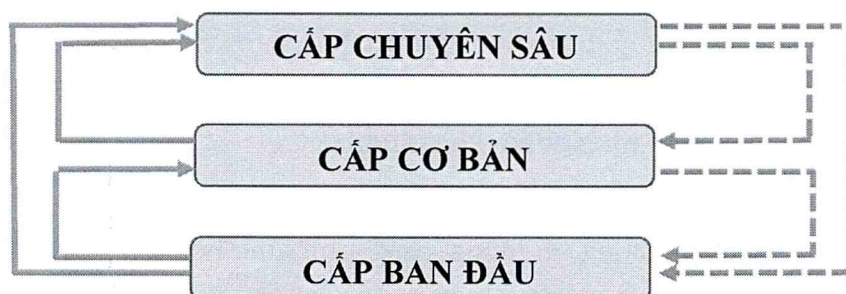 CẤP CHUYÊN SÂU
CẤP CƠ BẢN
CẤP BAN ĐẦU